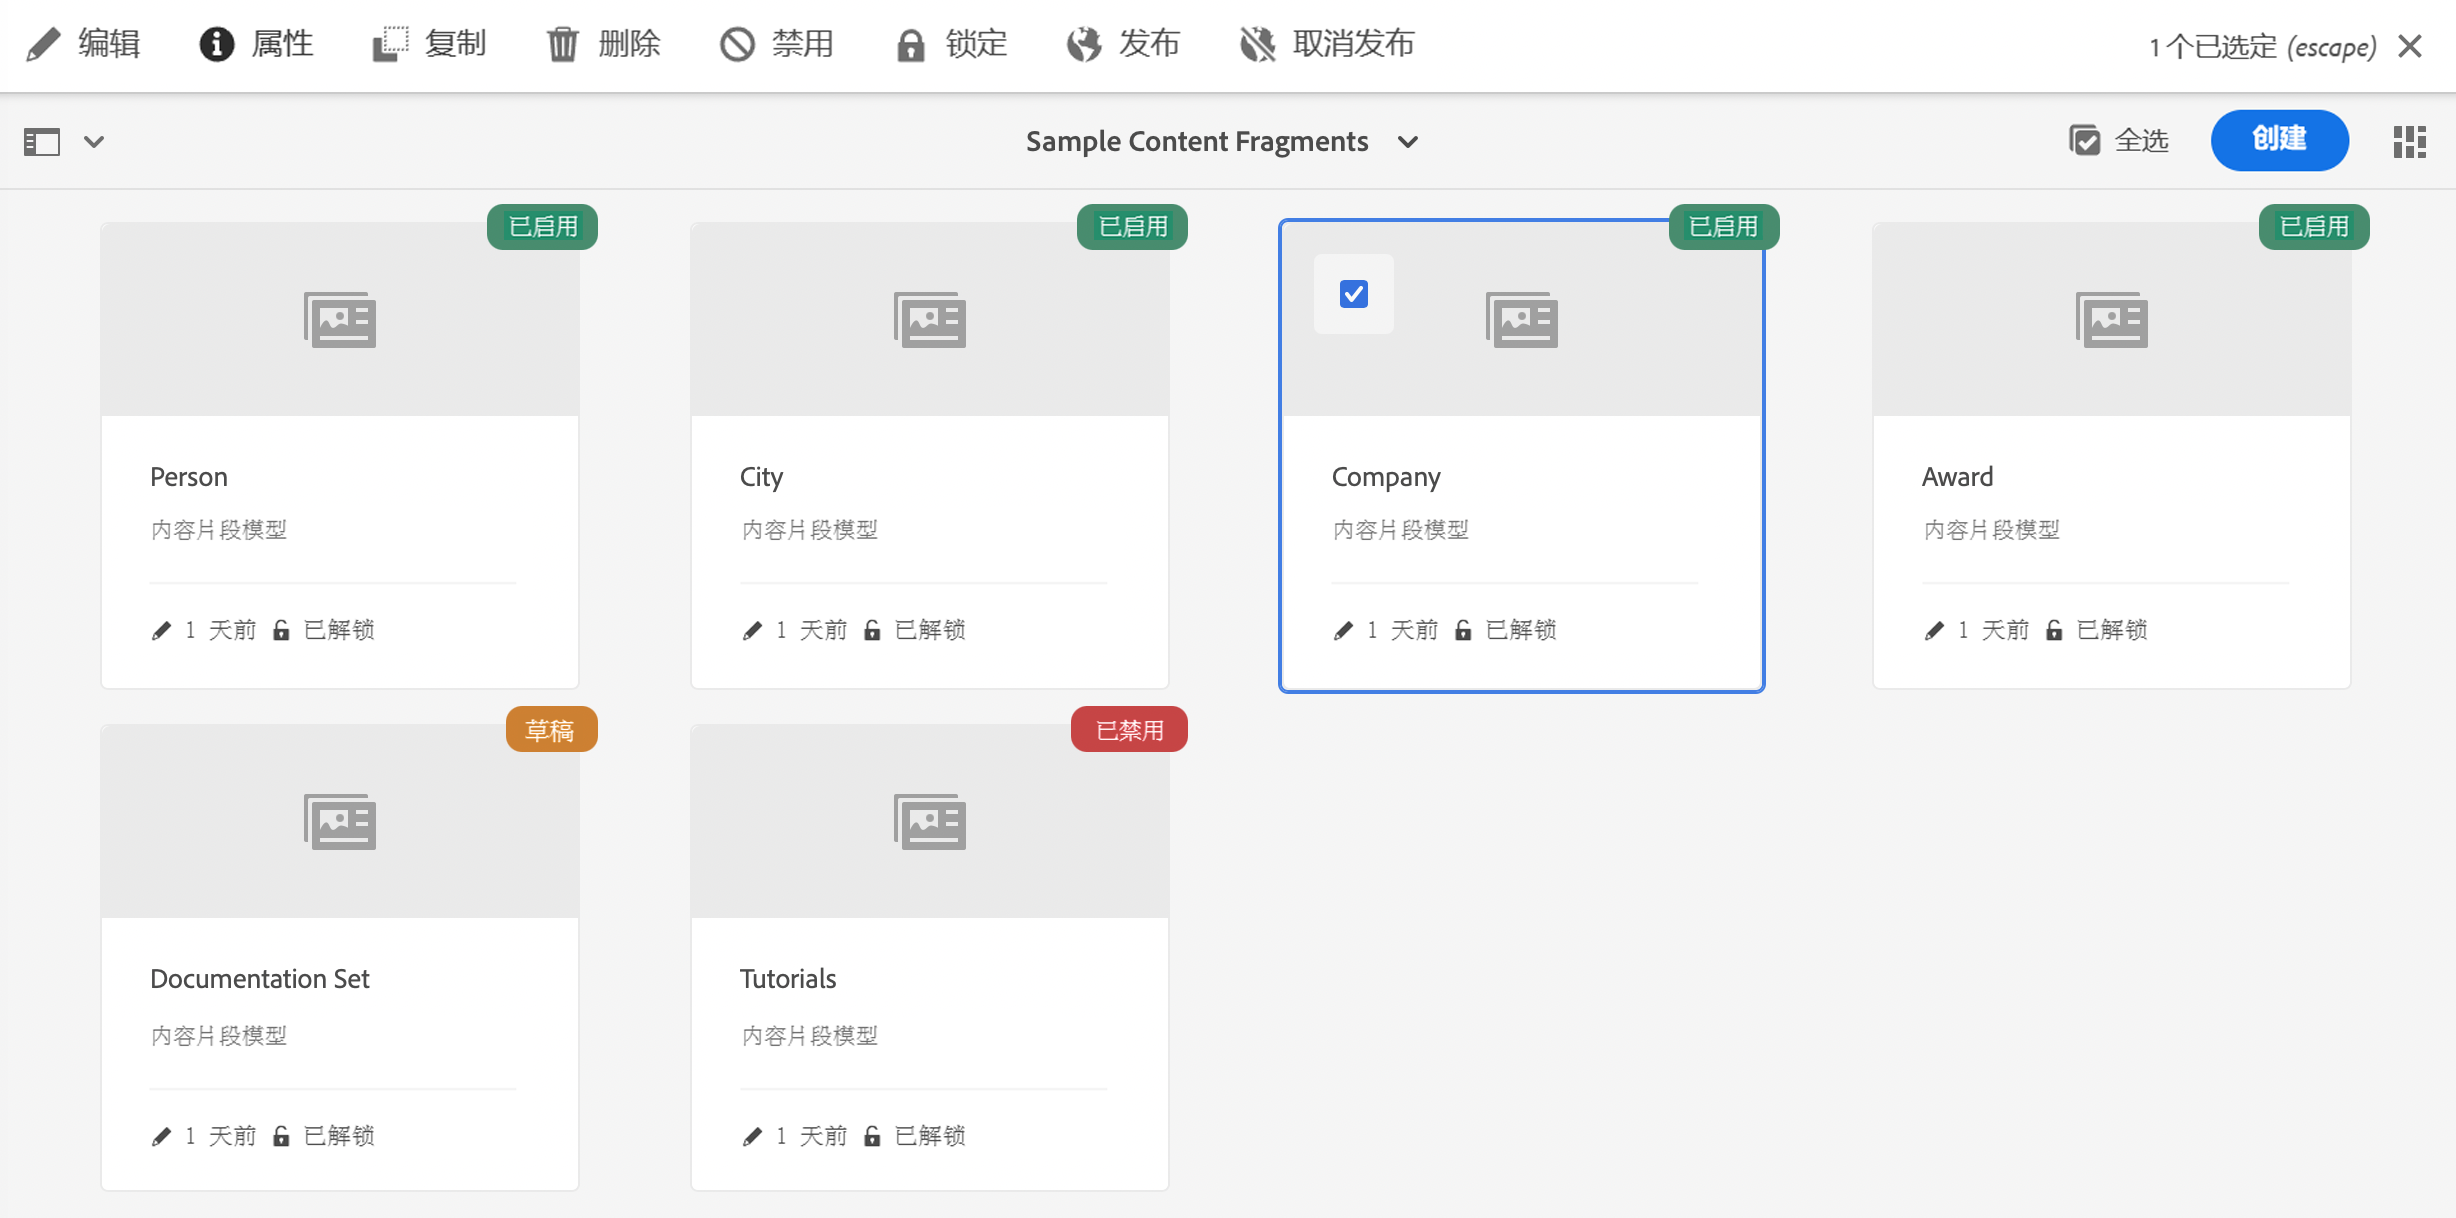 编辑 属性 复制 删除 禁用 锁定 发布 取消发布 1 个已选定 (escape)
Sample Content Fragments 全选 创建
已启用 已启用 已启用 已启用
Person City Company Award
内容片段模型 内容片段模型 内容片段模型 内容片段模型
1 天前 已解锁 1 天前 已解锁 1 天前 已解锁 1 天前 已解锁
草稿 已禁用
Documentation Set Tutorials
内容片段模型 内容片段模型
1 天前 已解锁 1 天前 已解锁